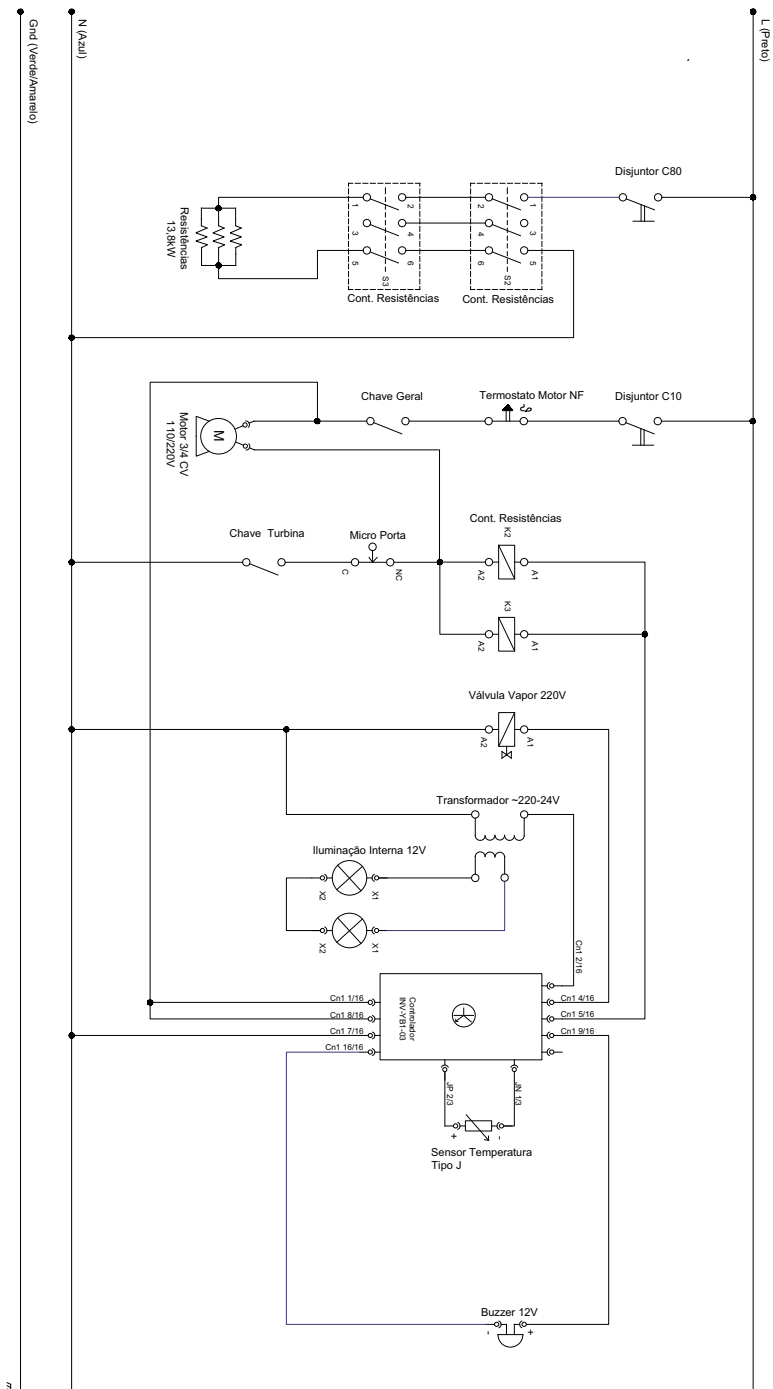 L (Preto)
N (Azul)
Gnd (Verde/Amarelo)
Disjuntor C80
1
2
3
4
5
6
S3
2
1
4
3
6
5
S2
Cont. Resistências
Cont. Resistências
Resistências
13,8kW
Chave Geral
Termostato Motor NF
Disjuntor C10
M
Motor 3/4 CV
110/220V
Cont. Resistências
K2
A2
A1
Chave Turbina
Micro Porta
C
NC
K3
A2
A1
Válvula Vapor 220V
A2
A1
Transformador ~220-24V
Iluminação Interna 12V
X2
X1
X2
X1
Cn1 2/16
Cn1 1/16
Cn1 8/16
Cn1 7/16
Cn1 16/16
Controlador
INV-YB1-03
Cn1 4/16
Cn1 5/16
Cn1 9/16
JP 2/3
JN 1/3
+
-
Sensor Temperatura
Tipo J
Buzzer 12V
-
+